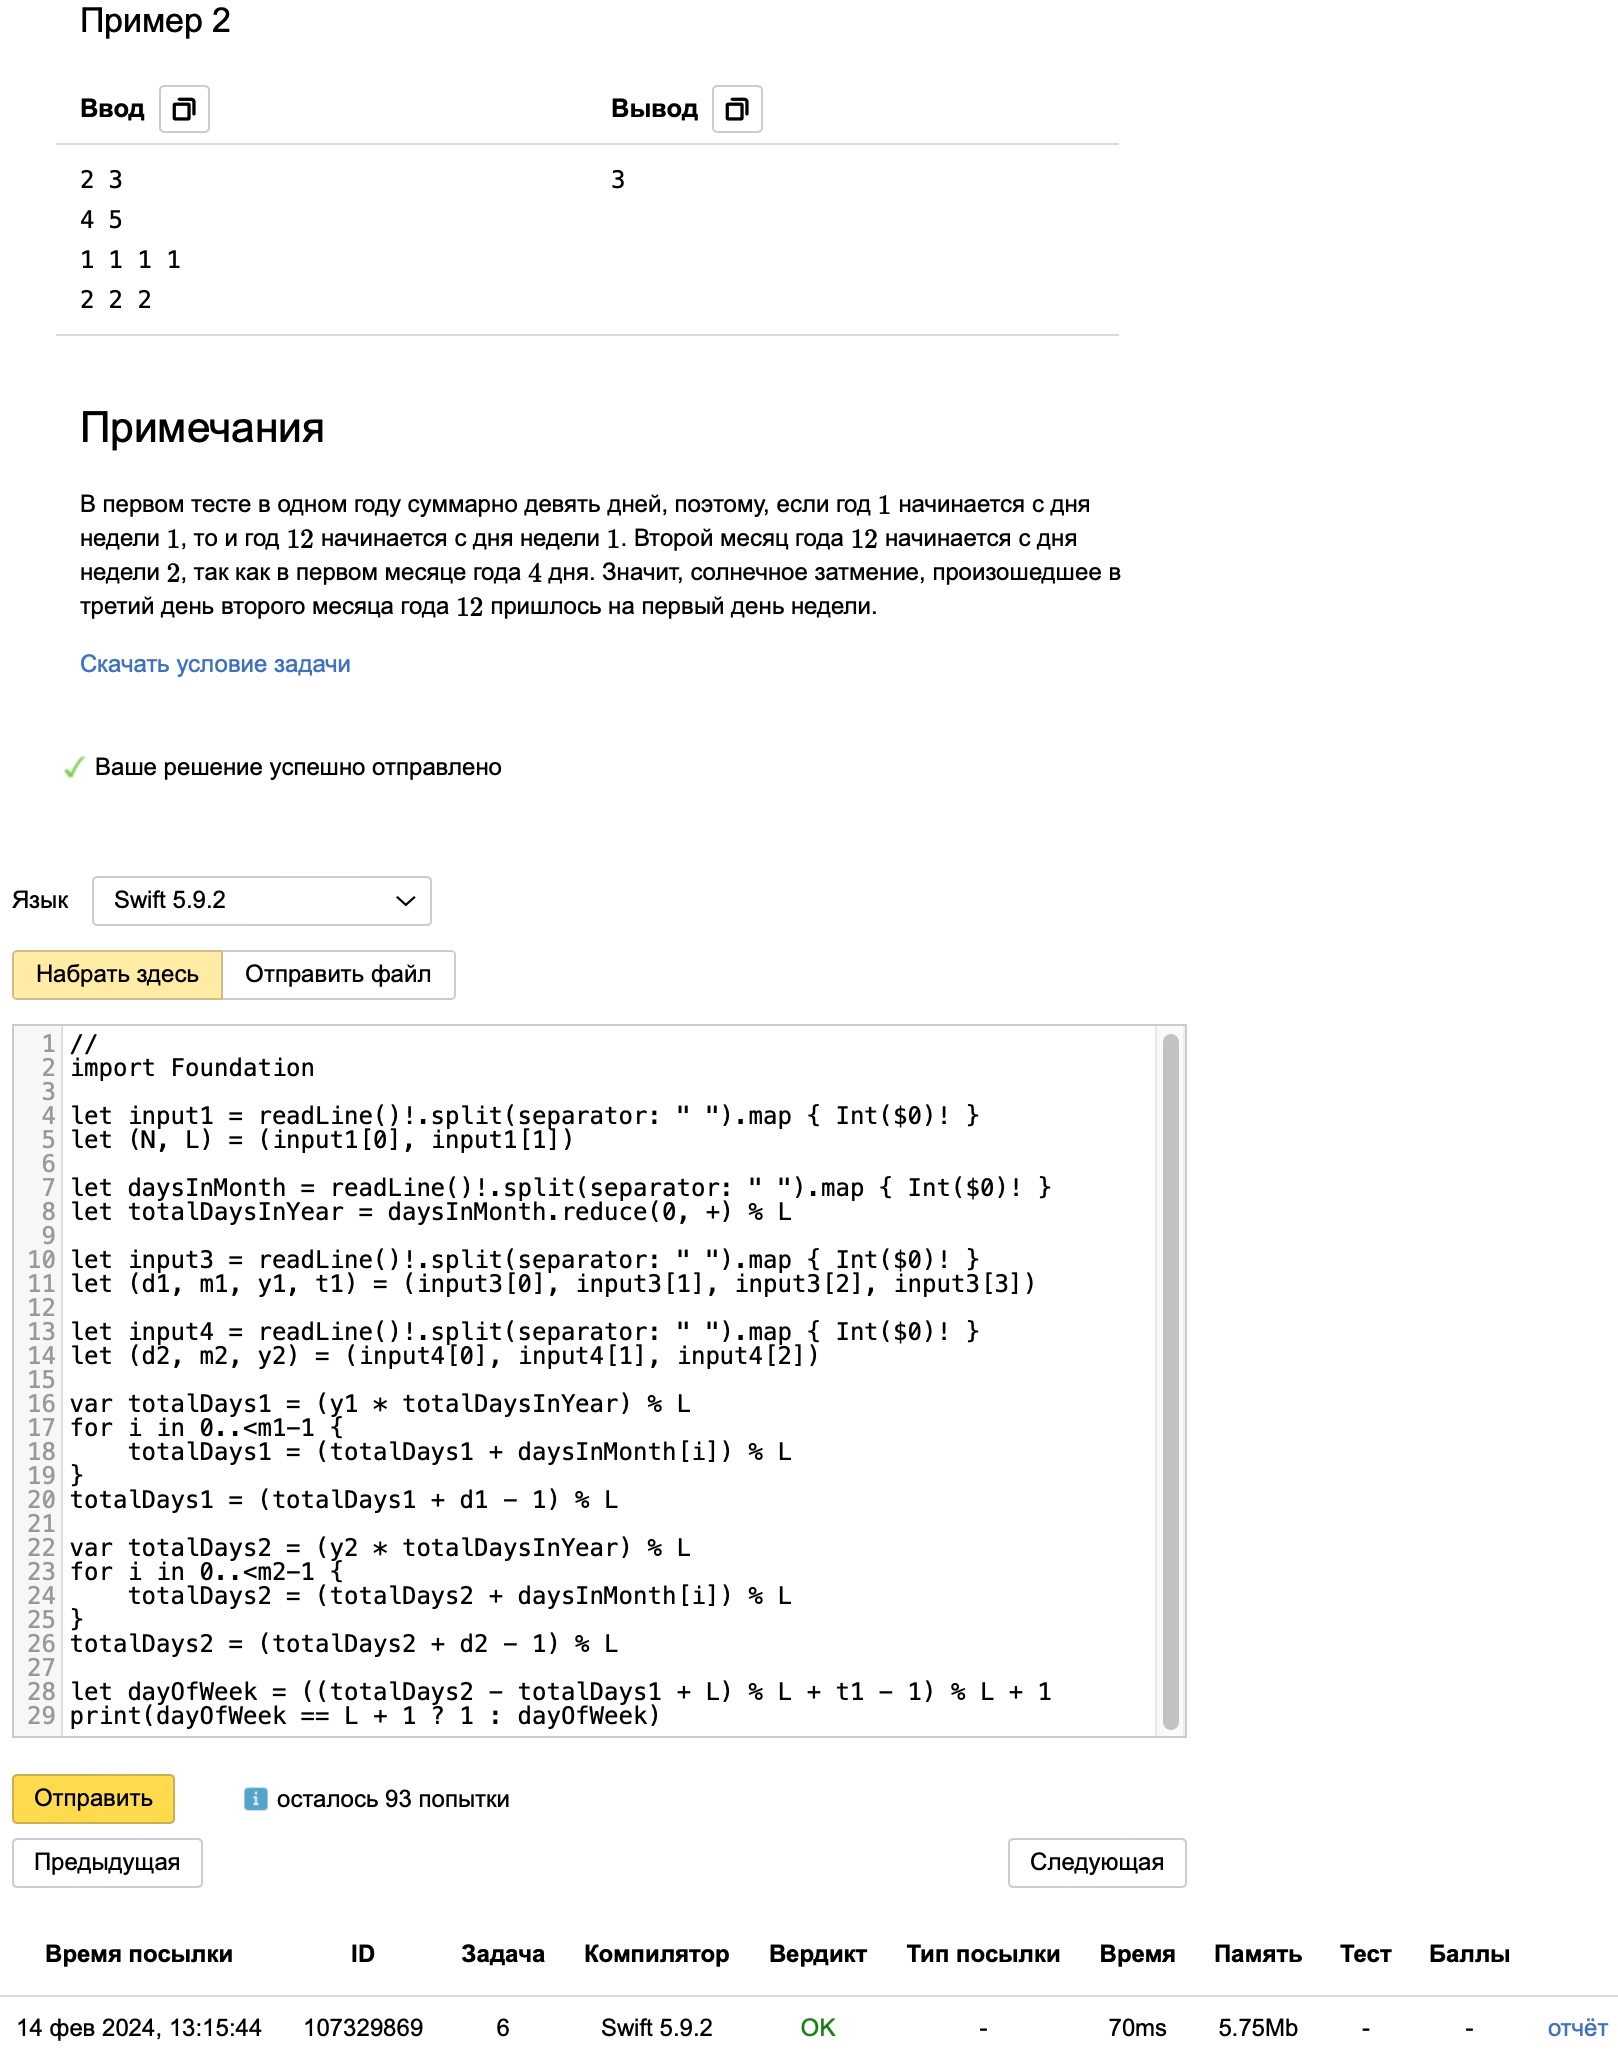 Пример 2
Ввод Вывод
2 3 3
4 5
1 1 1 1
2 2 2
Примечания
В первом тесте в одном году суммарно девять дней, поэтому, если год 1 начинается с дня
недели 1, то и год 12 начинается с дня недели 1. Второй месяц года 12 начинается с дня
недели 2, так как в первом месяце года 4 дня. Значит, солнечное затмение, произошедшее в
третий день второго месяца года 12 пришлось на первый день недели.
Скачать условие задачи
Ваше решение успешно отправлено
Язык Swift 5.9.2
Набрать здесь Отправить файл
1 //
2 import Foundation
3
4 let input1 = readLine()!.split(separator: " ").map { Int($0)! }
5 let (N, L) = (input1[0], input1[1])
6
7 let daysInMonth = readLine()!.split(separator: " ").map { Int($0)! }
8 let totalDaysInYear = daysInMonth.reduce(0, +) % L
9
10 let input3 = readLine()!.split(separator: " ").map { Int($0)! }
11 let (d1, m1, y1, t1) = (input3[0], input3[1], input3[2], input3[3])
12
13 let input4 = readLine()!.split(separator: " ").map { Int($0)! }
14 let (d2, m2, y2) = (input4[0], input4[1], input4[2])
15
16 var totalDays1 = (y1 * totalDaysInYear) % L
17 for i in 0..<m1-1 {
18     totalDays1 = (totalDays1 + daysInMonth[i]) % L
19 }
20 totalDays1 = (totalDays1 + d1 - 1) % L
21
22 var totalDays2 = (y2 * totalDaysInYear) % L
23 for i in 0..<m2-1 {
24     totalDays2 = (totalDays2 + daysInMonth[i]) % L
25 }
26 totalDays2 = (totalDays2 + d2 - 1) % L
27
28 let dayOfWeek = ((totalDays2 - totalDays1 + L) % L + t1 - 1) % L + 1
29 print(dayOfWeek == L + 1 ? 1 : dayOfWeek)
Отправить i осталось 93 попытки
Предыдущая Следующая
Время посылки ID Задача Компилятор Вердикт Тип посылки Время Память Тест Баллы
14 фев 2024, 13:15:44 107329869 6 Swift 5.9.2 OK - 70ms 5.75Mb - - отчёт